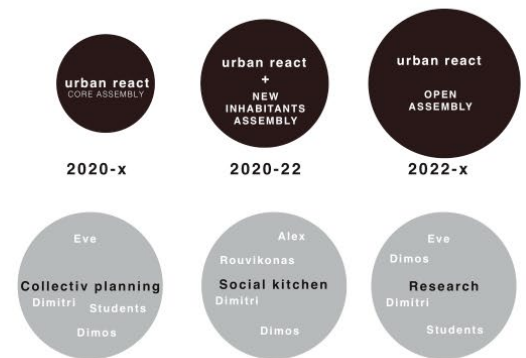 urban react
CORE ASSEMBLY
2020-x
urban react
+
NEW
INHABITANTS
ASSEMBLY
2020-22
urban react
OPEN
ASSEMBLY
2022-x
Eve
Collectiv planning
Dimitri
Students
Dimos
Alex
Rouvikonas
Social kitchen
Dimitri
Dimos
Eve
Dimos
Research
Dimitri
Students